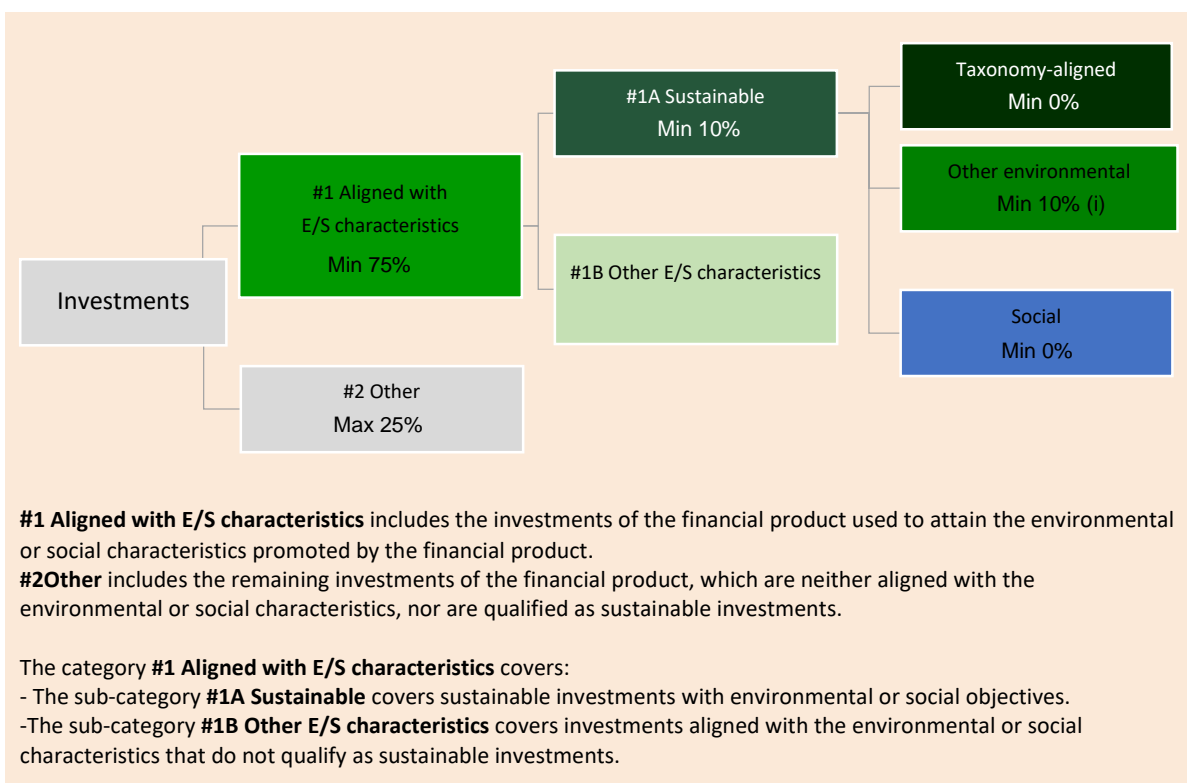 Taxonomy-aligned
Min 0%
#1A Sustainable
Min 10%
Other environmental
Min 10% (i)
#1 Aligned with
E/S characteristics
Min 75%
#1B Other E/S characteristics
Investments
Social
Min 0%
#2 Other
Max 25%
#1 Aligned with E/S characteristics includes the investments of the financial product used to attain the environmental
or social characteristics promoted by the financial product.
#2Other includes the remaining investments of the financial product, which are neither aligned with the
environmental or social characteristics, nor are qualified as sustainable investments.
The category #1 Aligned with E/S characteristics covers:
- The sub-category #1A Sustainable covers sustainable investments with environmental or social objectives.
-The sub-category #1B Other E/S characteristics covers investments aligned with the environmental or social
characteristics that do not qualify as sustainable investments.